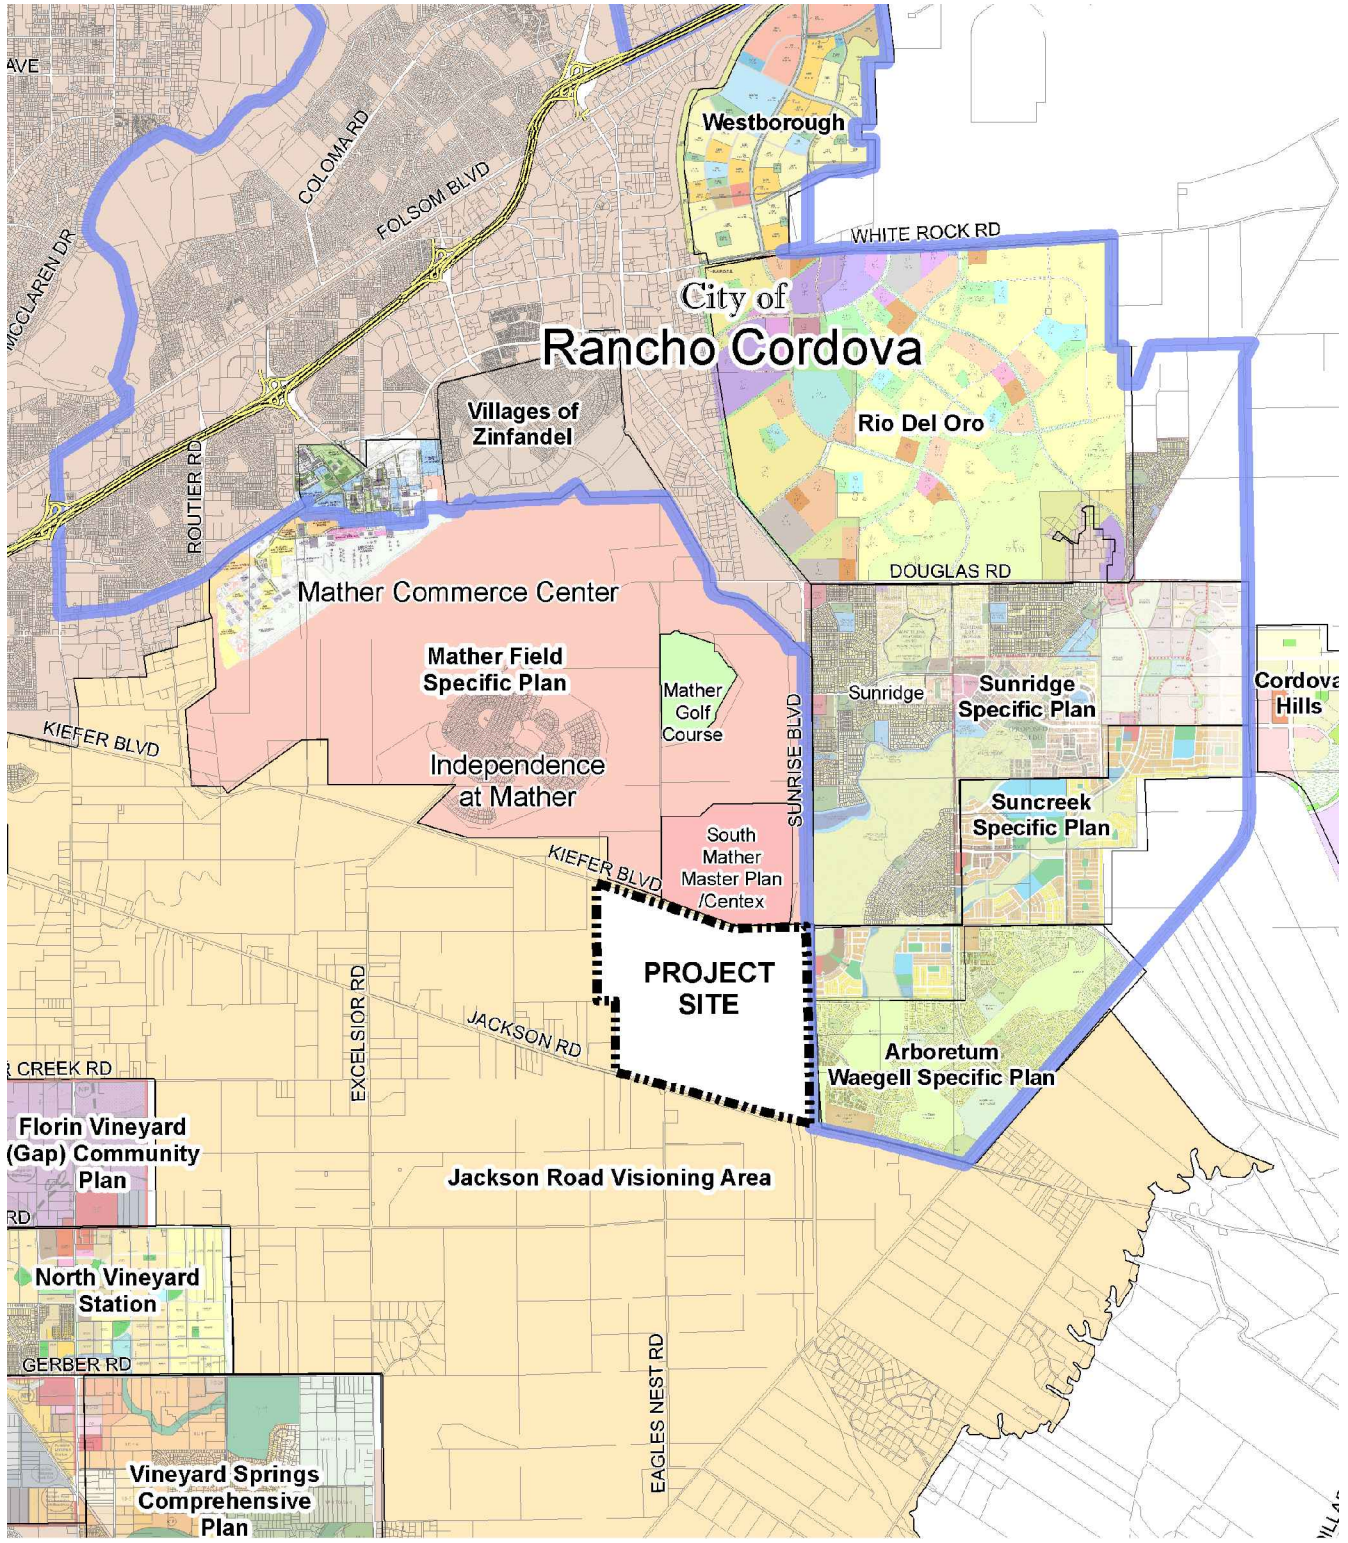 AVE
COLOMA RD
FOLSOM BLVD
MCCLAREN DR
Westborough
WHITE ROCK RD
City of
Rancho Cordova
Villages of
Zinfandel
Rio Del Oro
ROUTIER RD
DOUGLAS RD
Mather Commerce Center
Mather Field
Specific Plan
Mather
Golf
Course
Sunridge
Sunridge
Specific Plan
Cordova
Hills
KIEFER BLVD
SUNRISE BLVD
Independence
at Mather
Suncreek
Specific Plan
South
Mather
Master Plan
/Centex
KIEFER BLVD
PROJECT
SITE
EXCELSIOR RD
JACKSON RD
Arboretum
Waegell Specific Plan
CREEK RD
Florin Vineyard
(Gap) Community
Plan
Jackson Road Visioning Area
RD
North Vineyard
Station
GERBER RD
EAGLES NEST RD
Vineyard Springs
Comprehensive
Plan